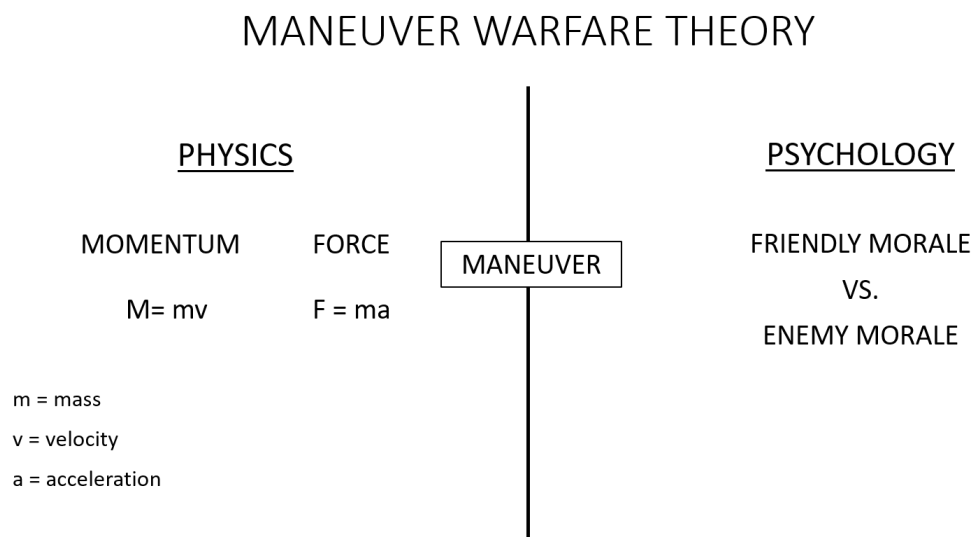 MANEUVER WARFARE THEORY
PHYSICS
MOMENTUM FORCE
M= mv F = ma
m = mass
v = velocity
a = acceleration
MANEUVER
PSYCHOLOGY
FRIENDLY MORALE
VS.
ENEMY MORALE